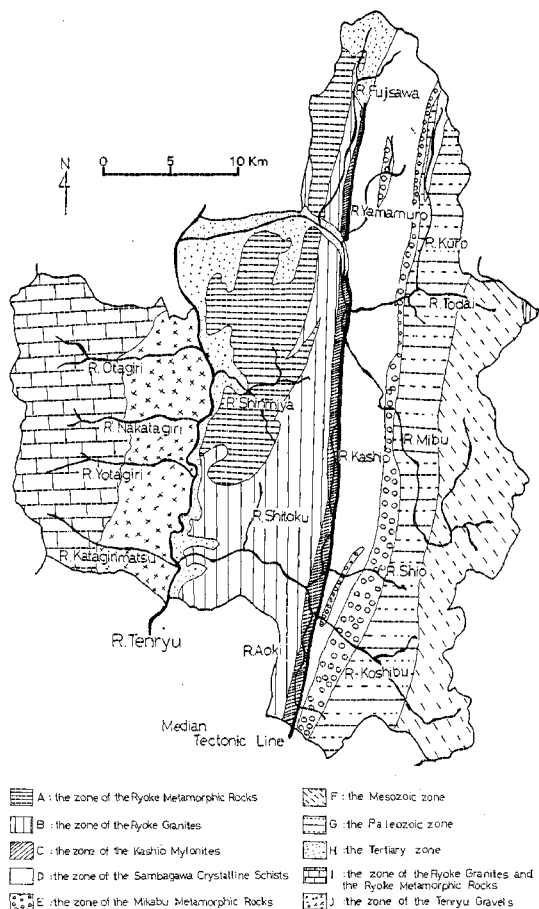 R. Fujisawa
N
0 5 10 Km
R. Yamamuro
R. Kuro
R. Todai
R. Otagiri
R. Shinmiya
R. Nakatagiri
R. Kashio
R. Mibu
R. Yotagiri
R. Shitoku
R. Katagirimatsu
R. Shio
R. Tenryu
R. Aoki
R. Koshibu
Median
Tectonic Line
A : the zone of the Ryoke Metamorphic Rocks
B : the zone of the Ryoke Granites
C : the zone of the Kashio Mylonites
D : the zone of the Sambagawa Crystalline Schists
E : the zone of the Mikabu Metamorphic Rocks
F : the Mesozoic zone
G : the Paleozoic zone
H : the Tertiary zone
I : the zone of the Ryoke Granites and
the Ryoke Metamorphic Rocks
J : the zone of the Tenryu Gravels